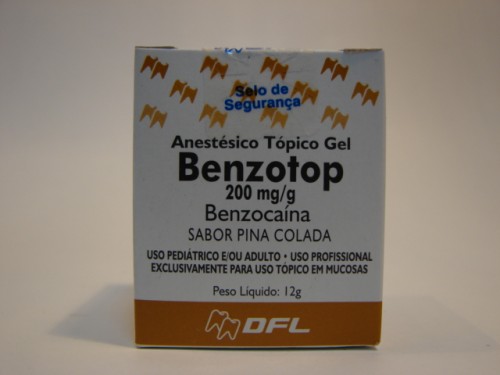 Selo de
Segurança
Anestésico Tópico Gel
Benzotop
200 mg/g
Benzocaína
SABOR PINA COLADA
USO PEDIÁTRICO E/OU ADULTO • USO PROFISSIONAL
EXCLUSIVAMENTE PARA USO TÓPICO EM MUCOSAS
Peso Líquido: 12g
DFL